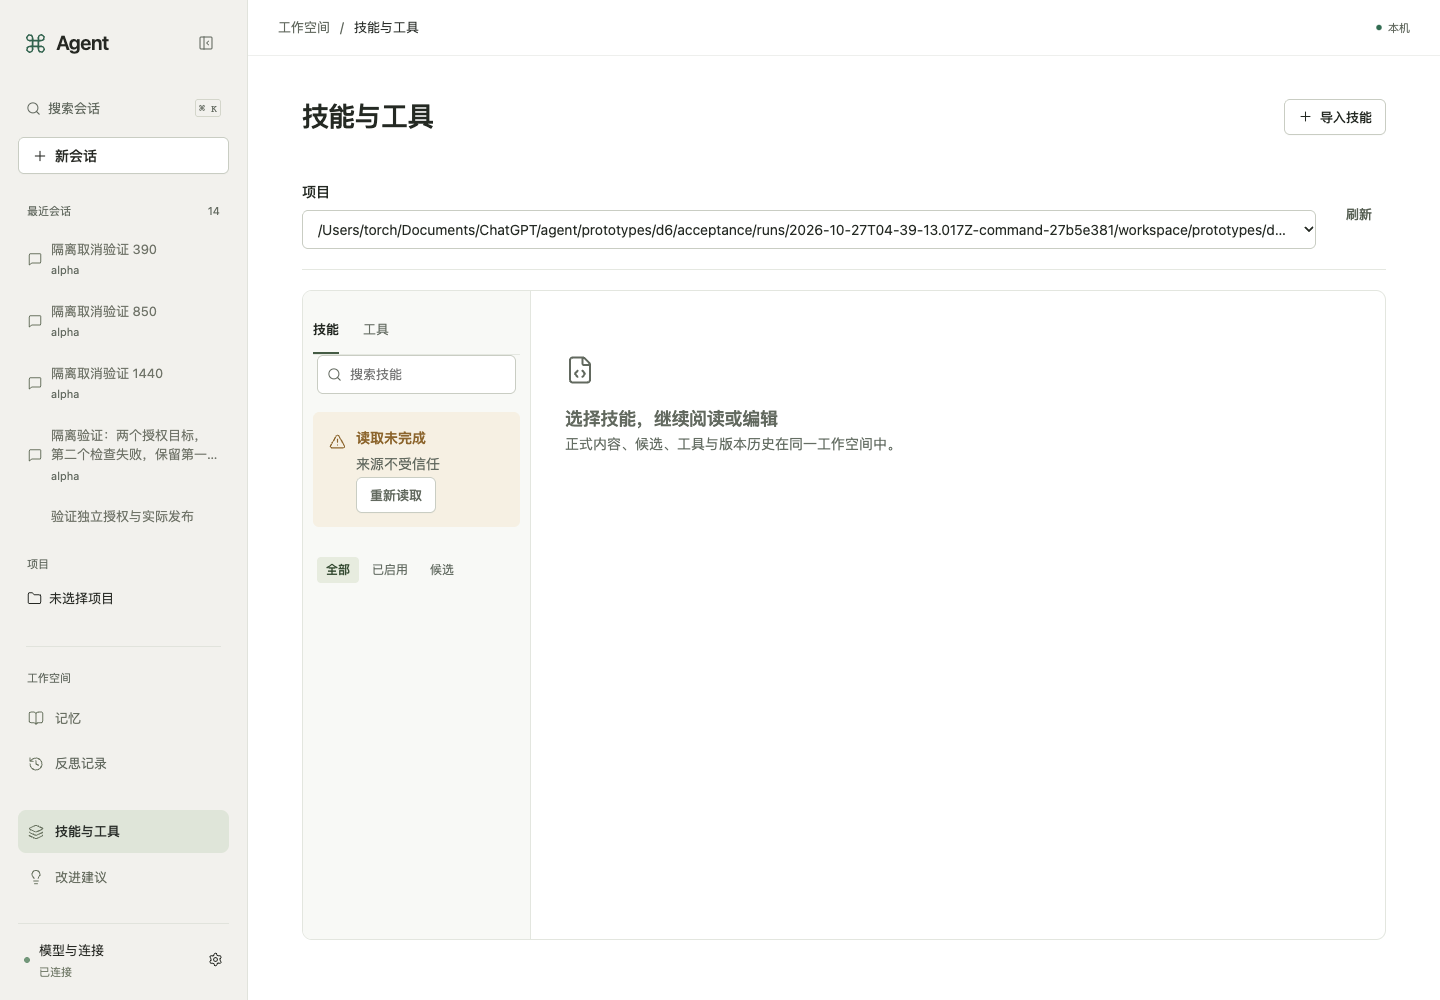 Agent
搜索会话
⌘ K
新会话
最近会话 14
隔离取消验证 390
alpha
隔离取消验证 850
alpha
隔离取消验证 1440
alpha
隔离验证：两个授权目标，
第二个检查失败，保留第一...
alpha
验证独立授权与实际发布
项目
未选择项目
工作空间
记忆
反思记录
技能与工具
改进建议
模型与连接
已连接
工作空间 / 技能与工具
本机
技能与工具
导入技能
项目
/Users/torch/Documents/ChatGPT/agent/prototypes/d6/acceptance/runs/2026-10-27T04-39-13.017Z-command-27b5e381/workspace/prototypes/d...
刷新
技能 工具
搜索技能
读取未完成
来源不受信任
重新读取
全部 已启用 候选
选择技能，继续阅读或编辑
正式内容、候选、工具与版本历史在同一工作空间中。